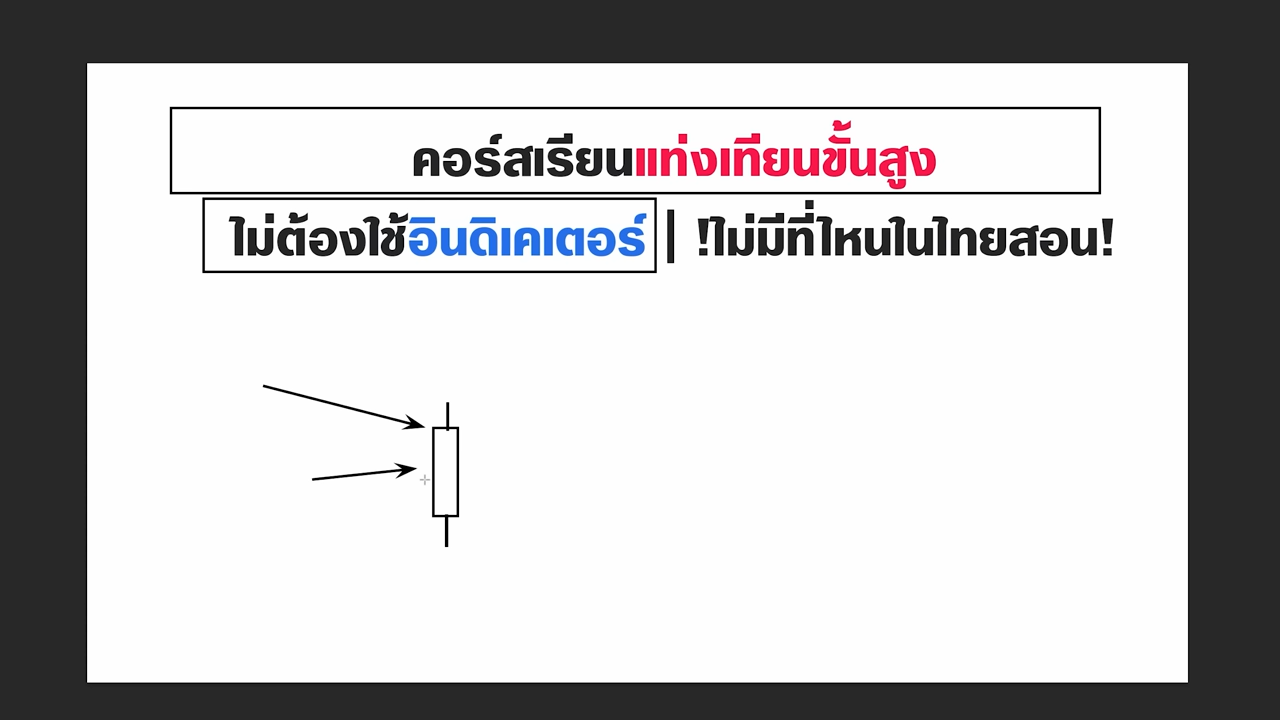 คอร์สเรียนแท่งเทียนขั้นสูง
ไม่ต้องใช้อินดิเคเตอร์ | !ไม่มีที่ไหนในไทยสอน!